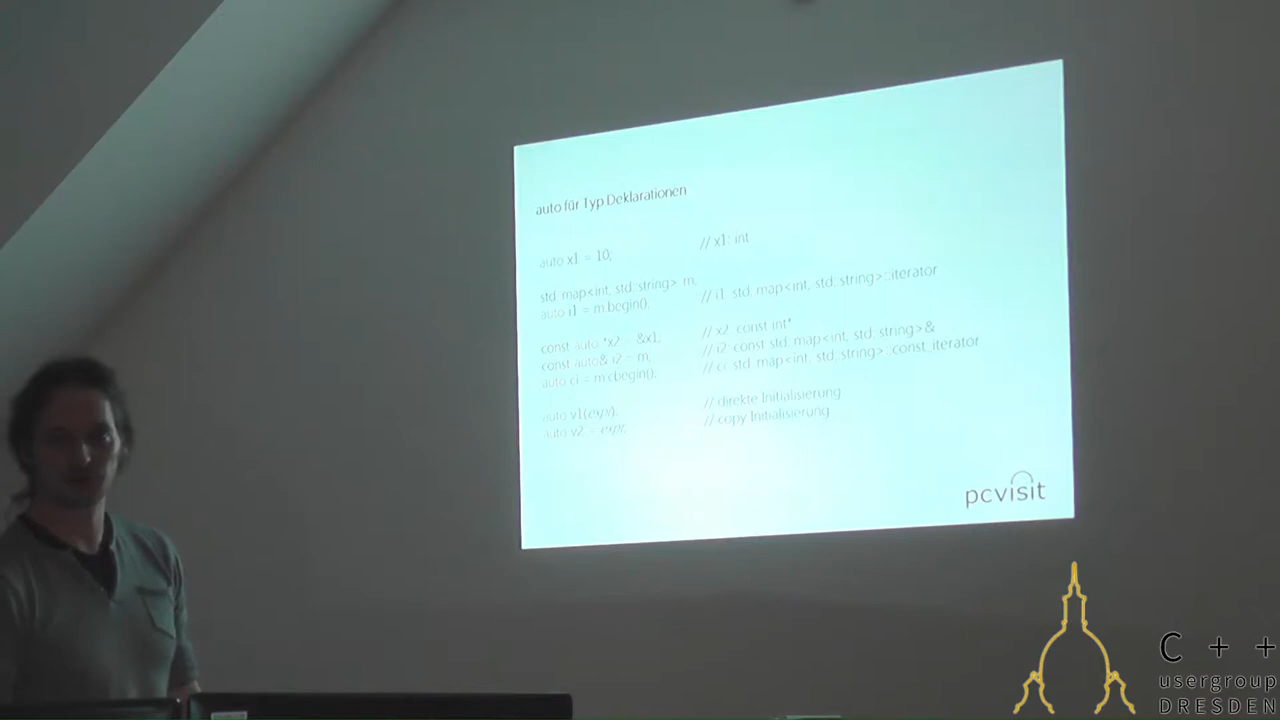 auto für Typ Deklarationen
auto x1 = 10; // x1: int
std::map<int, std::string> m;
auto i1 = m.begin(); // i1: std::map<int, std::string>::iterator
const auto *x2 = &x1; // x2: const int*
const auto& i2 = m; // i2: const std::map<int, std::string>&
auto ci = m.cbegin(); // ci: std::map<int, std::string>::const_iterator
auto v1(expr); // direkte Initialisierung
auto v2 = expr; // copy Initialisierung
pcvisit
C++
usergroup
DRESDEN